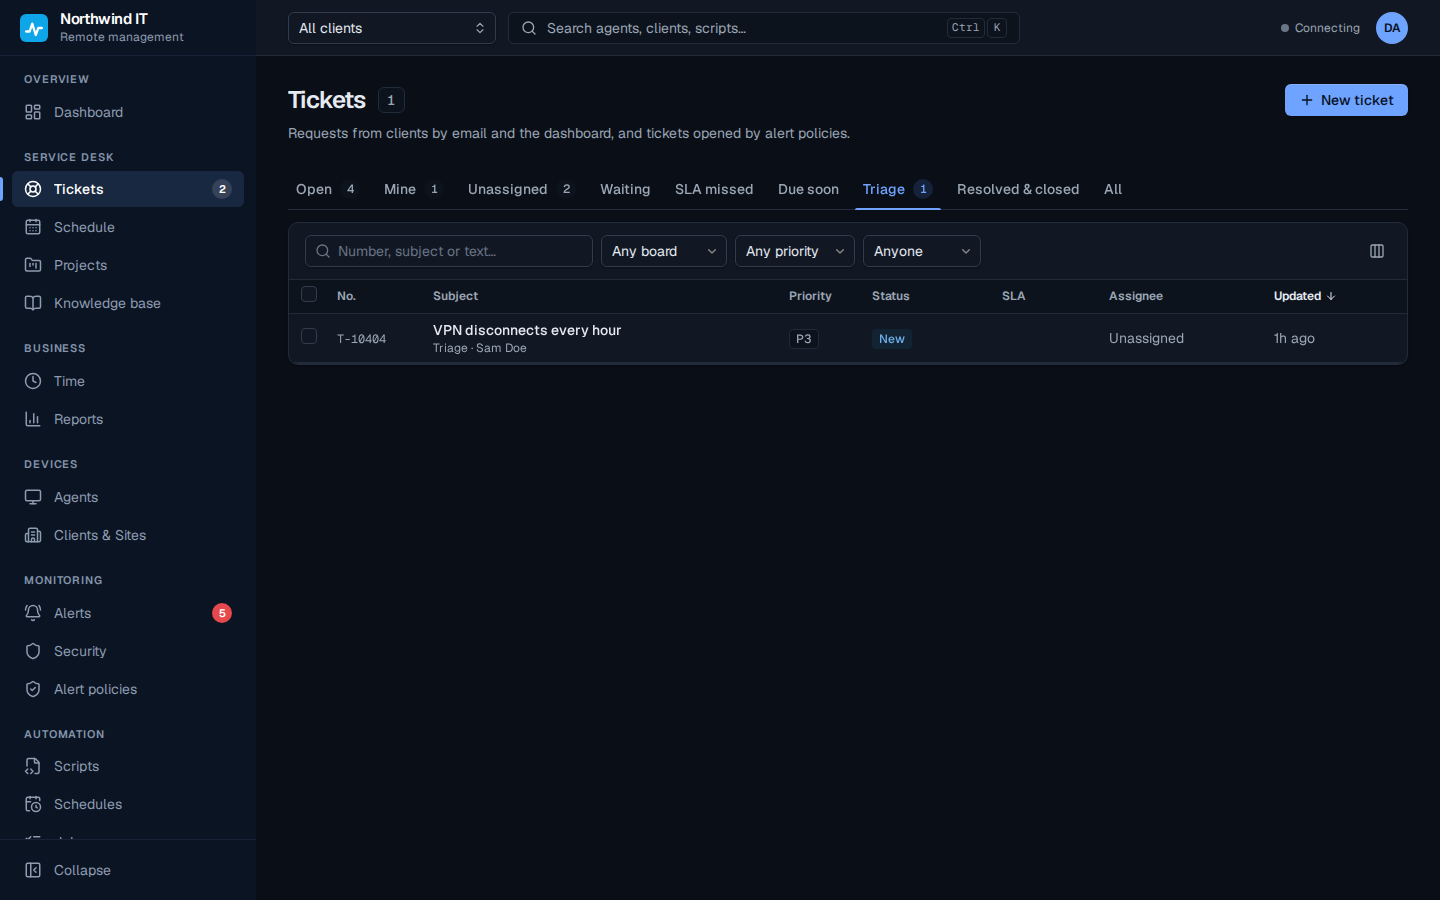 Northwind IT
Remote management
All clients
Search agents, clients, scripts...
Ctrl K
Connecting
DA
OVERVIEW
Dashboard
SERVICE DESK
Tickets 2
Schedule
Projects
Knowledge base
BUSINESS
Time
Reports
DEVICES
Agents
Clients & Sites
MONITORING
Alerts 5
Security
Alert policies
AUTOMATION
Scripts
Schedules
Collapse
Tickets 1
New ticket
Requests from clients by email and the dashboard, and tickets opened by alert policies.
Open 4 Mine 1 Unassigned 2 Waiting SLA missed Due soon Triage 1 Resolved & closed All
Number, subject or text... Any board Any priority Anyone
No. Subject Priority Status SLA Assignee Updated ↓
T-10404 VPN disconnects every hour P3 New Unassigned 1h ago
Triage · Sam Doe